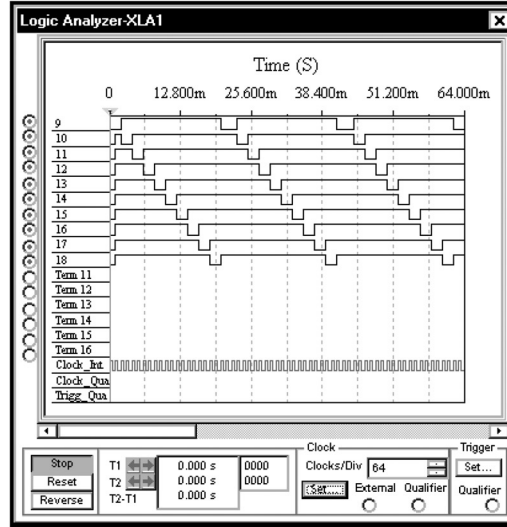 Logic Analyzer-XLA1
Time (S)
0 12.800m 25.600m 38.400m 51.200m 64.000m
9
10
11
12
13
14
15
16
17
18
Term 11
Term 12
Term 13
Term 14
Term 15
Term 16
Clock_Int
Clock_Qua
Trigg_Qua
Stop
Reset
Reverse
T1 0.000 s 0000
T2 0.000 s 0000
T2-T1 0.000 s
Clock
Clocks/Div 64
Set... External Qualifier
Trigger
Set...
Qualifier